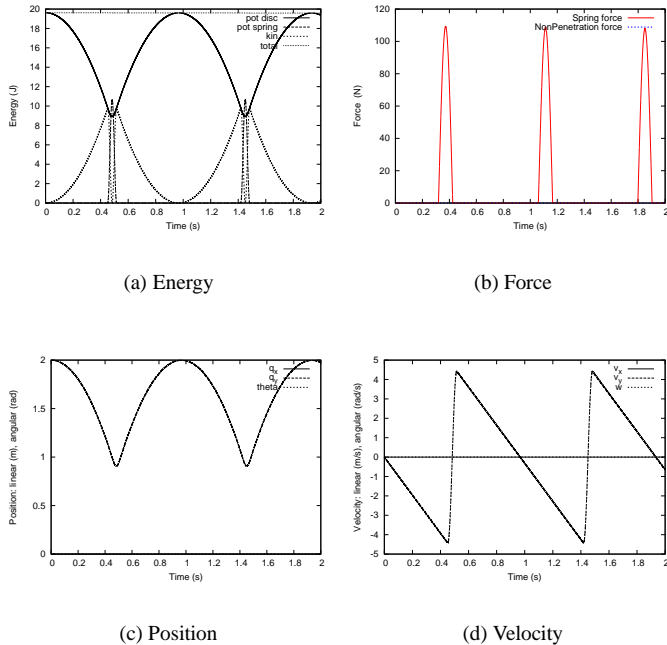 20
18
16
14
12
10
8
6
4
2
0
Energy (J)
pot disc
pot spring
kin
total
0 0.2 0.4 0.6 0.8 1 1.2 1.4 1.6 1.8 2
Time (s)
(a) Energy
120
100
80
60
40
20
0
Force (N)
Spring force
NonPenetration force
0 0.2 0.4 0.6 0.8 1 1.2 1.4 1.6 1.8 2
Time (s)
(b) Force
2
1.5
1
0.5
0
Position: linear (m), angular (rad)
q_x
q_y
theta
0 0.2 0.4 0.6 0.8 1 1.2 1.4 1.6 1.8 2
Time (s)
(c) Position
5
4
3
2
1
0
-1
-2
-3
-4
-5
Velocity: linear (m/s), angular (rad/s)
v_x
v_y
w
0 0.2 0.4 0.6 0.8 1 1.2 1.4 1.6 1.8 2
Time (s)
(d) Velocity